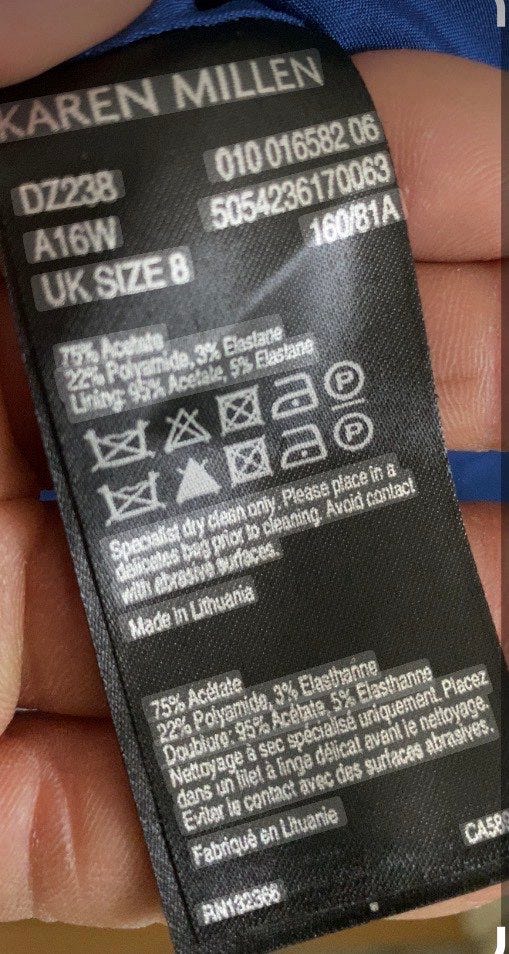 KAREN MILLEN
DZ238 010 016582 06
A16W 5054236170063
UK SIZE 8 160/81A
75% Acetate
22% Polyamide, 3% Elastane
Lining: 95% Acetate, 5% Elastane
P
P
Specialist dry clean only. Please place in a
delicates bag prior to cleaning. Avoid contact
with abrasive surfaces.
Made in Lithuania
75% Acétate
22% Polyamide, 3% Elasthanne
Doublure: 95% Acétate, 5% Elasthanne
Nettoyage à sec spécialisé uniquement. Placez
dans un filet à linga délicat avant le nettoyage.
Eviter le contact avec des surfaces abrasives.
Fabriqué en Lituanie
RN132366